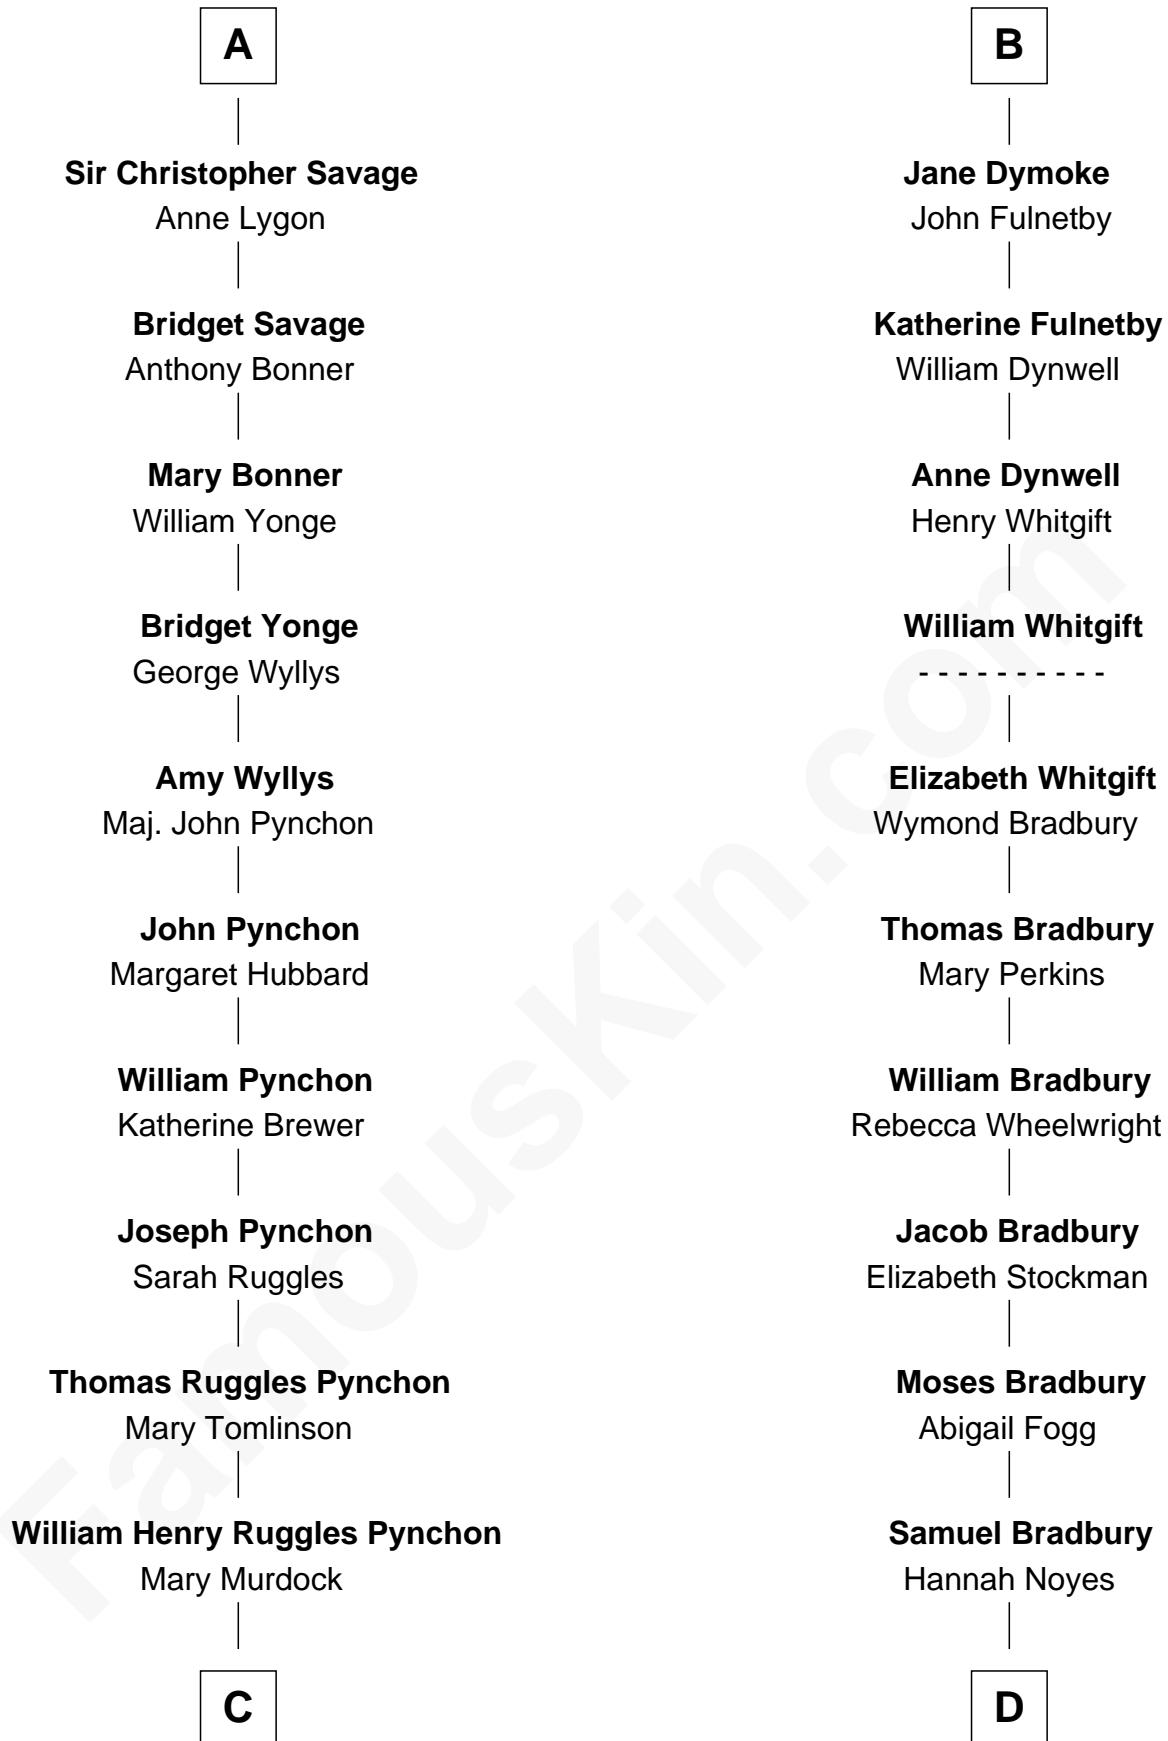 A
Sir Christopher Savage
Anne Lygon
Bridget Savage
Anthony Bonner
Mary Bonner
William Yonge
Bridget Yonge
George Wyllys
Amy Wyllys
Maj. John Pynchon
John Pynchon
Margaret Hubbard
William Pynchon
Katherine Brewer
Joseph Pynchon
Sarah Ruggles
Thomas Ruggles Pynchon
Mary Tomlinson
William Henry Ruggles Pynchon
Mary Murdock
C
B
Jane Dymoke
John Fulnetby
Katherine Fulnetby
William Dynwell
Anne Dynwell
Henry Whitgift
William Whitgift
- - - - - - - - - -
Elizabeth Whitgift
Wymond Bradbury
Thomas Bradbury
Mary Perkins
William Bradbury
Rebecca Wheelwright
Jacob Bradbury
Elizabeth Stockman
Moses Bradbury
Abigail Fogg
Samuel Bradbury
Hannah Noyes
D
FamousKin.com